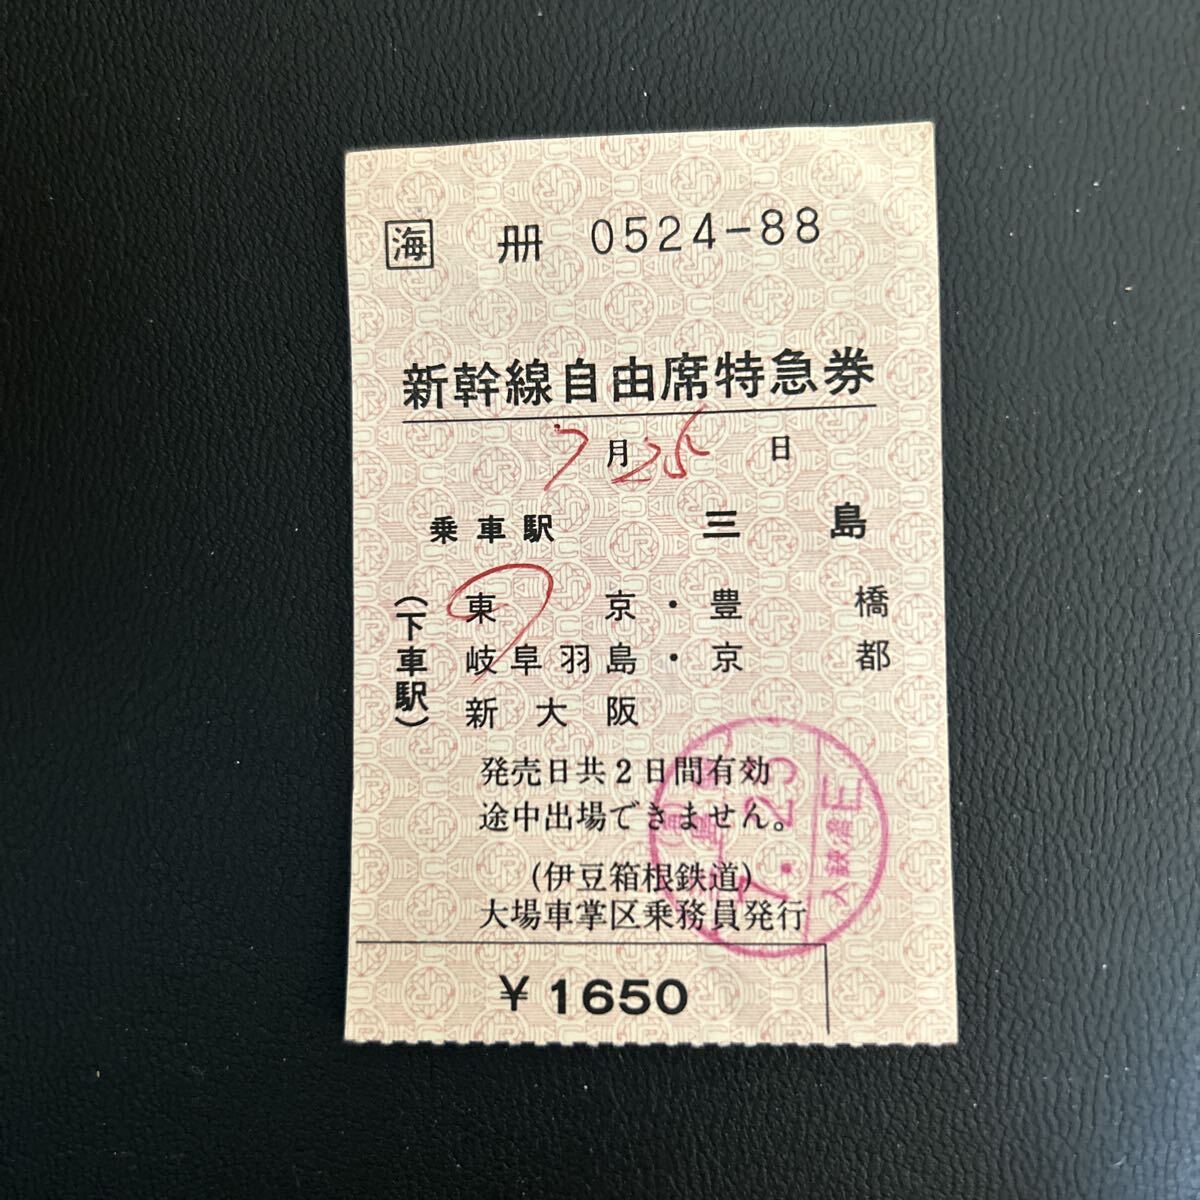 海 冊 0524-88
新幹線自由席特急券
7月25日
乗車駅 三島
(下車駅)
東京・豊橋
岐阜羽島・京都
新大阪
発売日共2日間有効
途中出場できません。
(伊豆箱根鉄道)
大場車掌区乗務員発行
¥1650
7.25